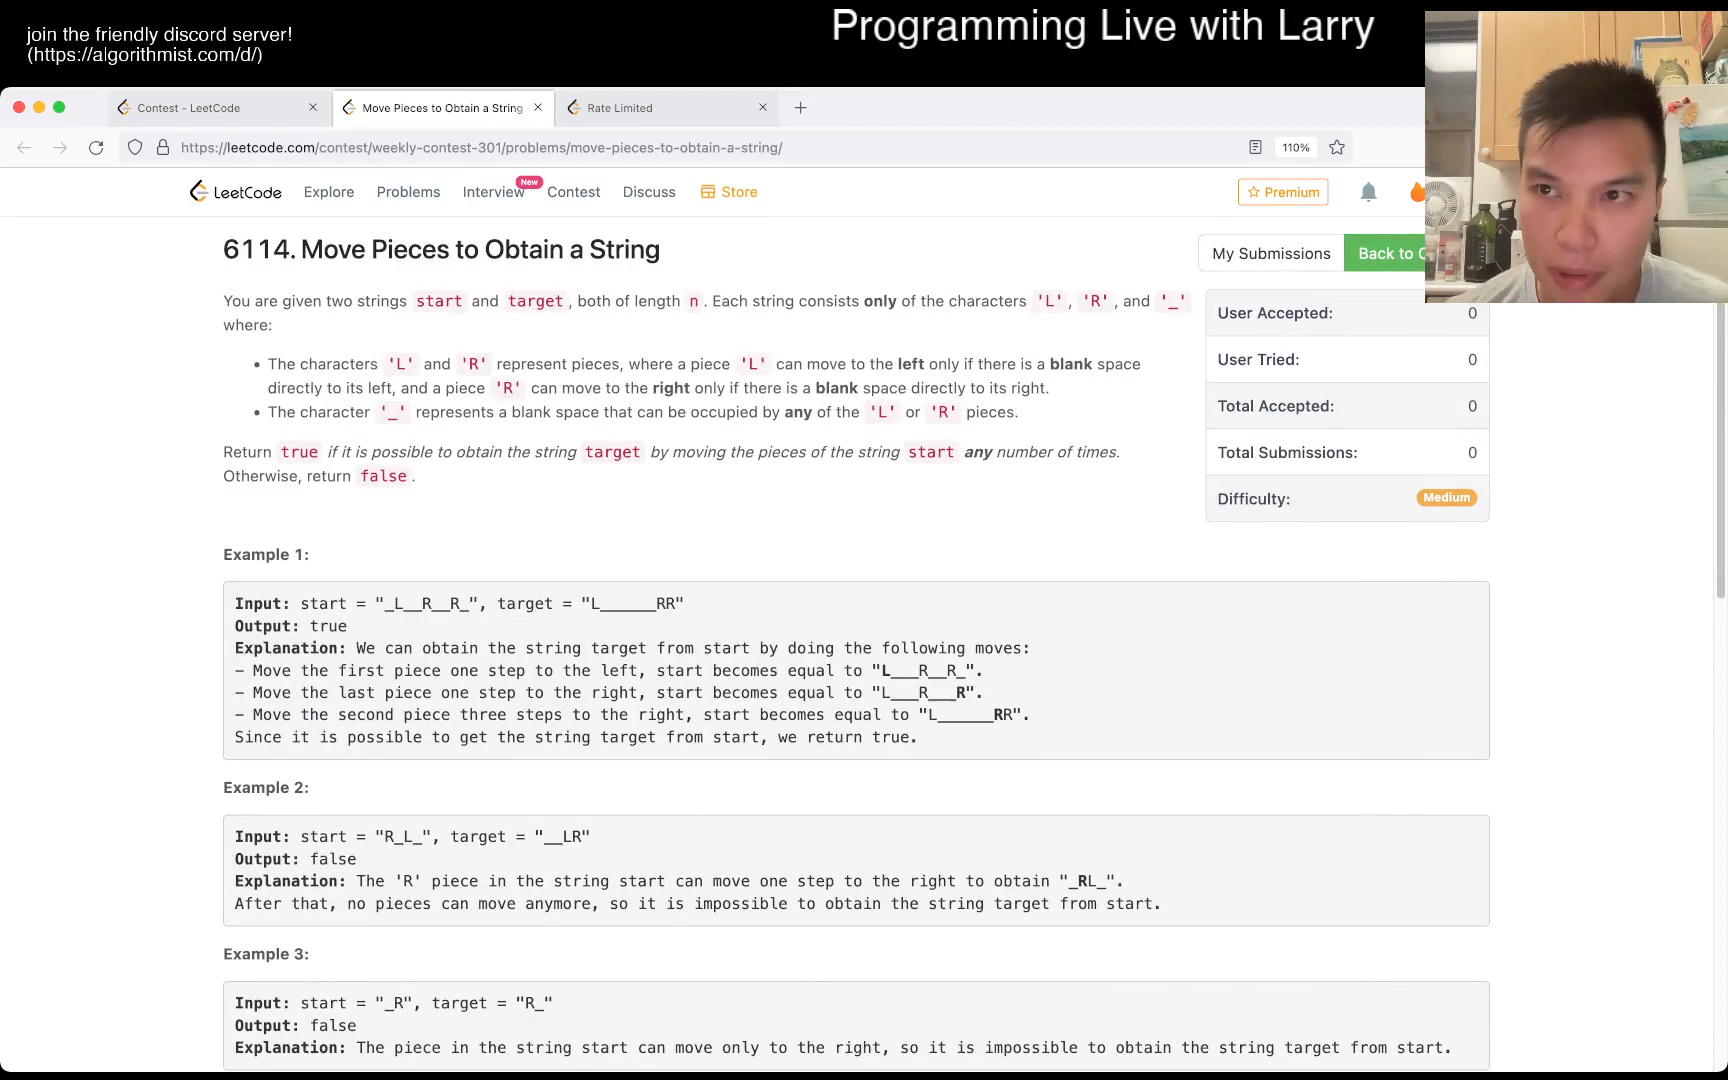 join the friendly discord server!
(https://algorithmist.com/d/)
Programming Live with Larry
Contest - LeetCode
Move Pieces to Obtain a String -
Rate Limited
https://leetcode.com/contest/weekly-contest-301/problems/move-pieces-to-obtain-a-string/
110%
LeetCode
Explore
Problems
Interview
New
Contest
Discuss
Store
Premium
6114. Move Pieces to Obtain a String
My Submissions
Back to C
You are given two strings start and target, both of length n. Each string consists only of the characters 'L', 'R', and '_'
where:
• The characters 'L' and 'R' represent pieces, where a piece 'L' can move to the left only if there is a blank space
directly to its left, and a piece 'R' can move to the right only if there is a blank space directly to its right.
• The character '_' represents a blank space that can be occupied by any of the 'L' or 'R' pieces.
Return true if it is possible to obtain the string target by moving the pieces of the string start any number of times.
Otherwise, return false.
User Accepted: 0
User Tried: 0
Total Accepted: 0
Total Submissions: 0
Difficulty: Medium
Example 1:
Input: start = "_L__R__R_", target = "L______RR"
Output: true
Explanation: We can obtain the string target from start by doing the following moves:
- Move the first piece one step to the left, start becomes equal to "L___R__R_".
- Move the last piece one step to the right, start becomes equal to "L___R___R".
- Move the second piece three steps to the right, start becomes equal to "L______RR".
Since it is possible to get the string target from start, we return true.
Example 2:
Input: start = "R_L_", target = "__LR"
Output: false
Explanation: The 'R' piece in the string start can move one step to the right to obtain "_RL_".
After that, no pieces can move anymore, so it is impossible to obtain the string target from start.
Example 3:
Input: start = "_R", target = "R_"
Output: false
Explanation: The piece in the string start can move only to the right, so it is impossible to obtain the string target from start.